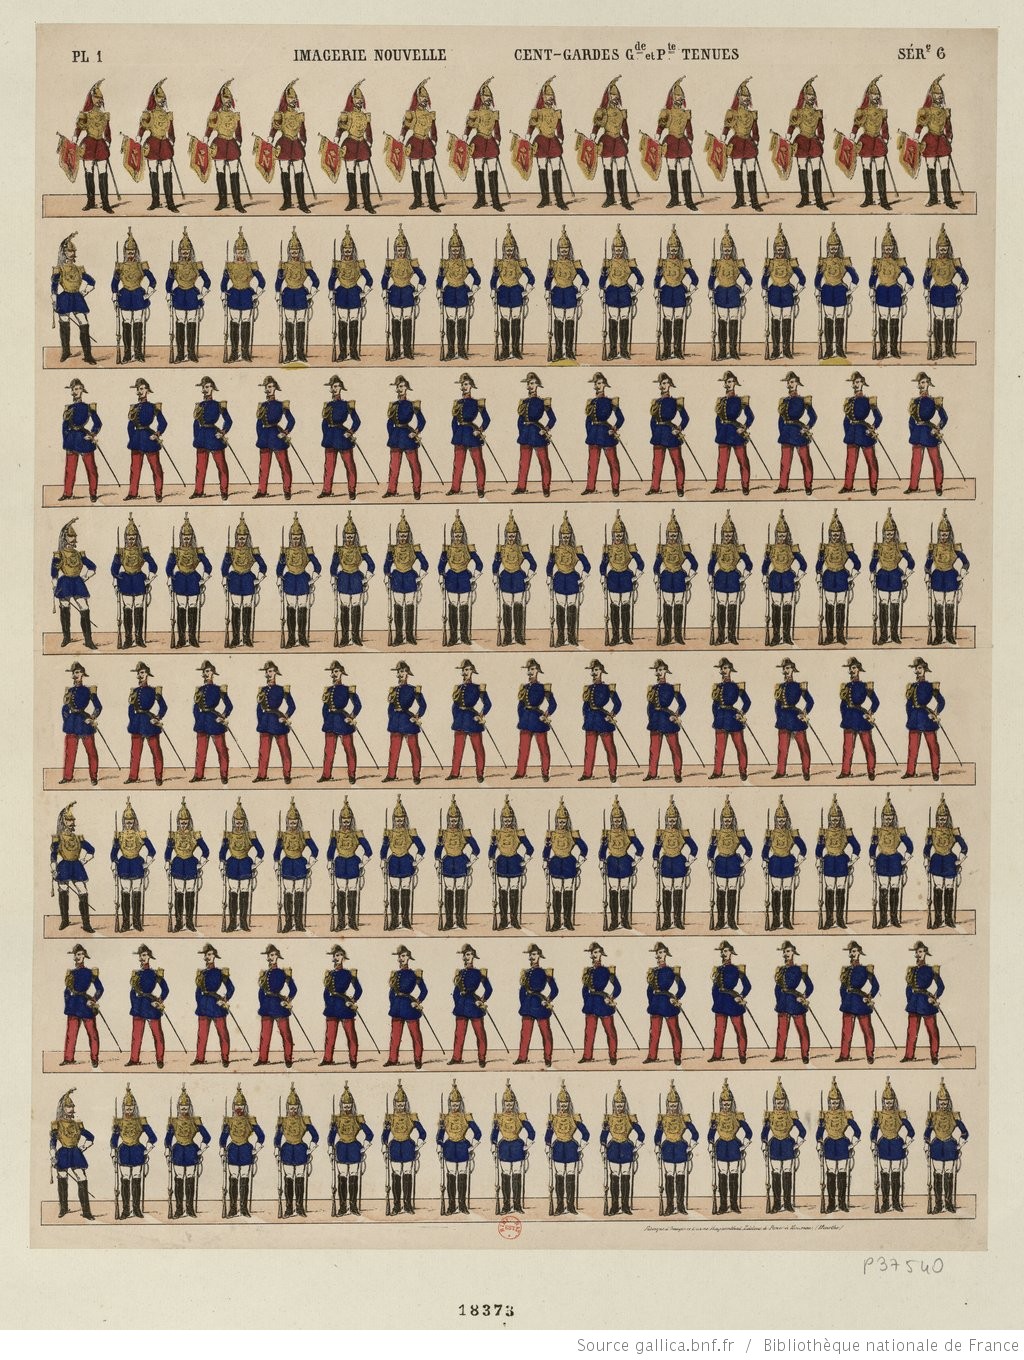 PL 1 IMAGERIE NOUVELLE CENT-GARDES Gde et Pte TENUES SÉRe 6
P37540
18373
Source gallica.bnf.fr / Bibliothèque nationale de France